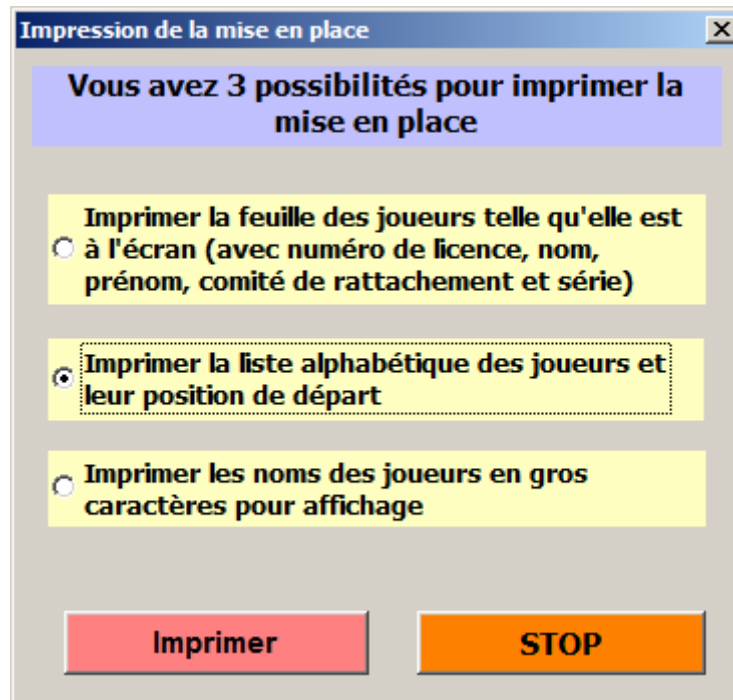 Impression de la mise en place
Vous avez 3 possibilités pour imprimer la
mise en place
Imprimer la feuille des joueurs telle qu'elle est
à l'écran (avec numéro de licence, nom,
prénom, comité de rattachement et série)
Imprimer la liste alphabétique des joueurs et
leur position de départ
Imprimer les noms des joueurs en gros
caractères pour affichage
Imprimer
STOP